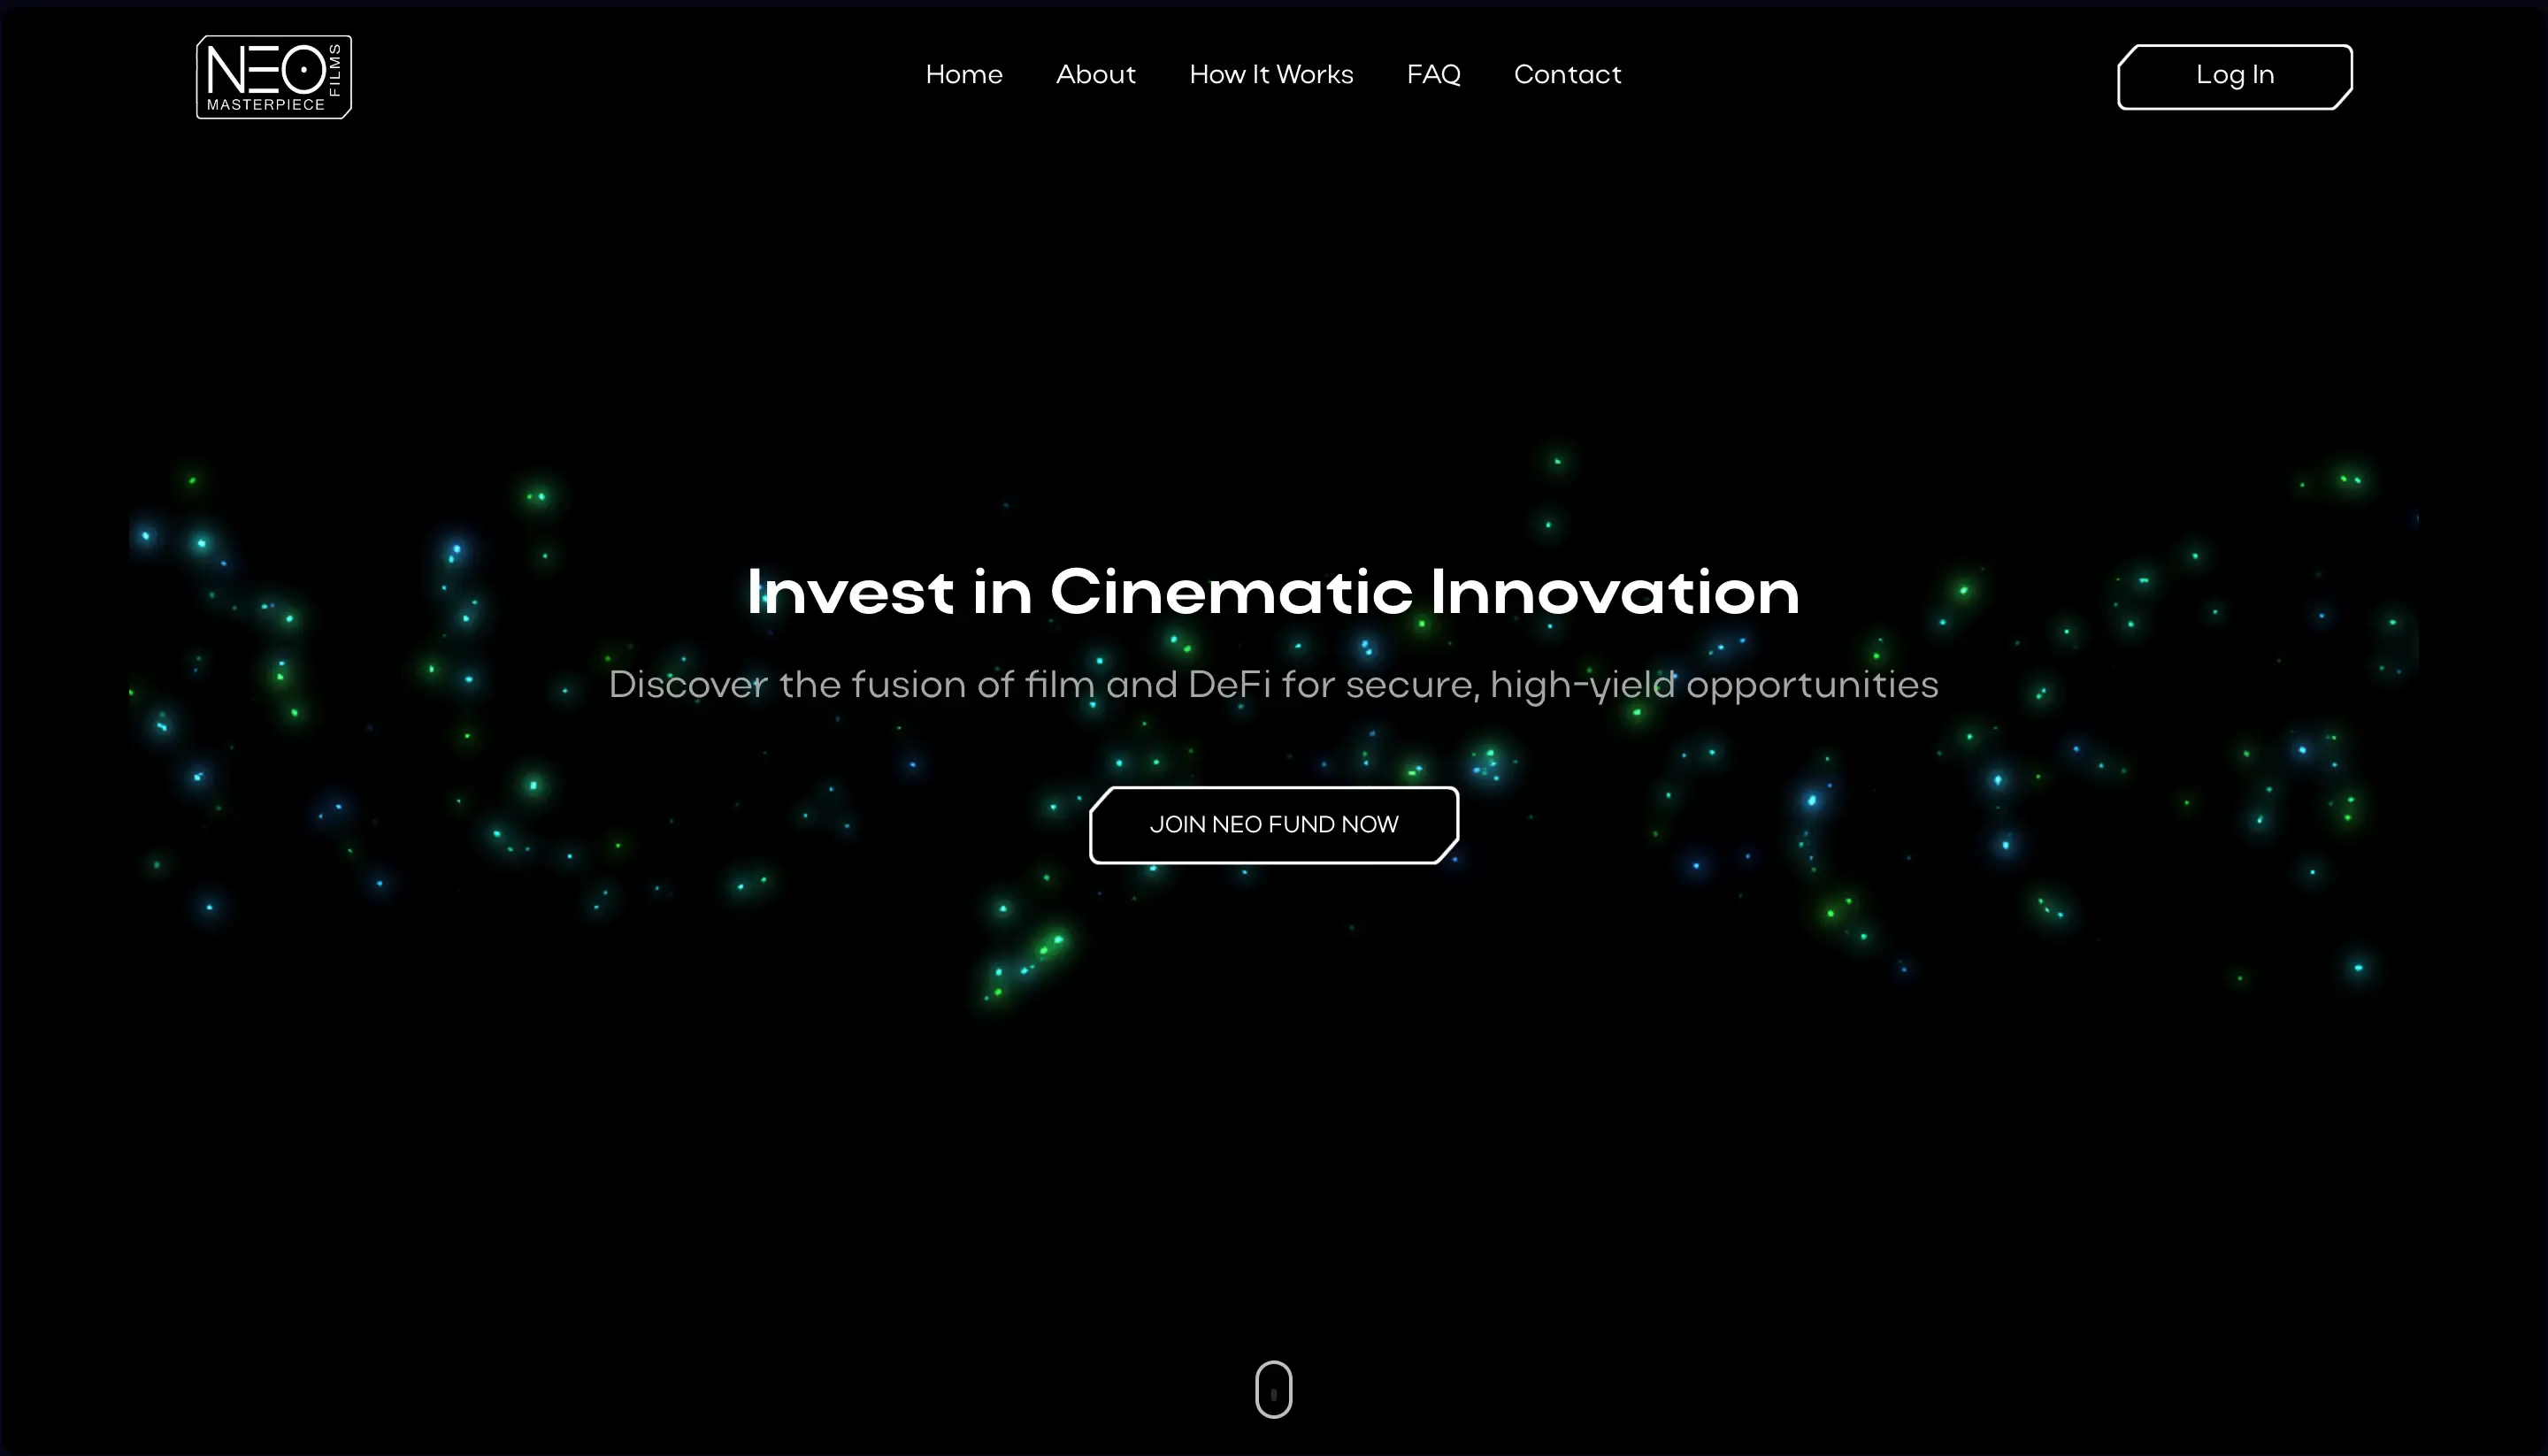 NEO
FILMS
MASTERPIECE
Home About How It Works FAQ Contact
Log In
Invest in Cinematic Innovation
Discover the fusion of film and DeFi for secure, high-yield opportunities
JOIN NEO FUND NOW